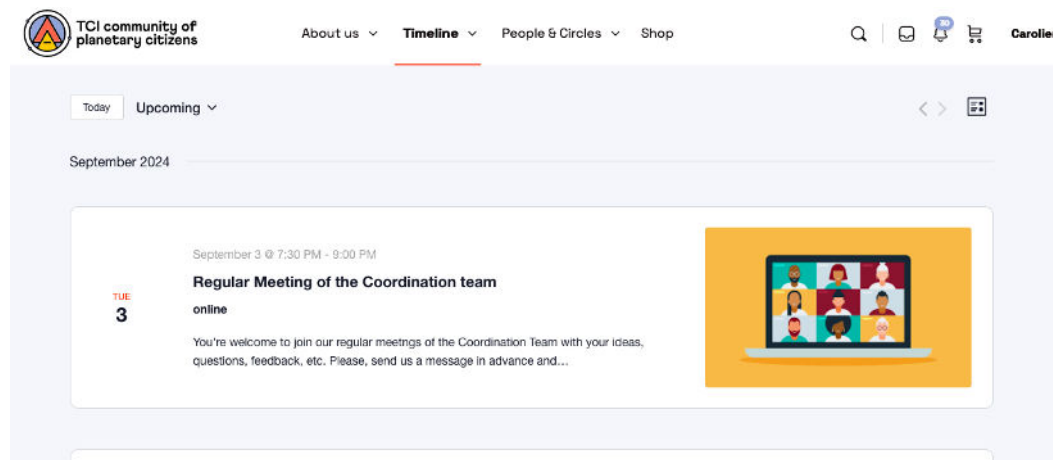 TCI community of
planetary citizens
About us
Timeline
People & Circles
Shop
30
Today
Upcoming
September 2024
September 3 @ 7:30 PM - 9:00 PM
Regular Meeting of the Coordination team
TUE
3
online
You're welcome to join our regular meetngs of the Coordination Team with your ideas,
questions, feedback, etc. Please, send us a message in advance and...